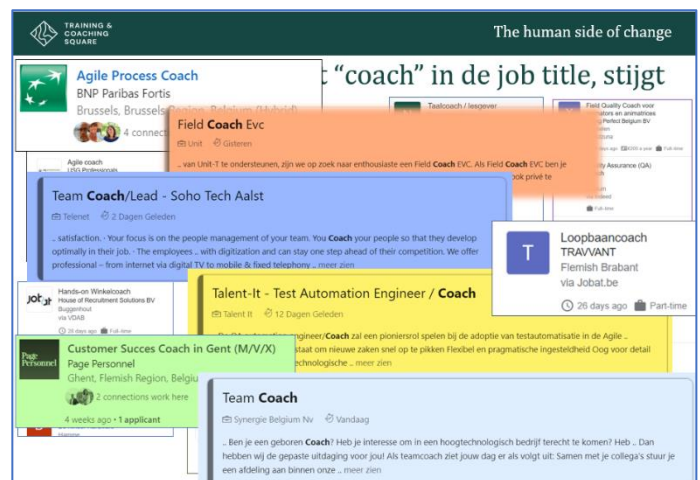 TRAINING &
COACHING
SQUARE
The human side of change
“coach” in de job title, stijgt
Agile Process Coach
BNP Paribas Fortis
Brussels, Brussels Region, Belgium (Hybrid)
4 connect
Taalcoach / lesgever
Field Quality Coach voor
Perfect Belgium BV
Part-time
Quality Assurance (QA)
Full-time
Field Coach Evc
Unit Gisteren
.. van Unit-T te ondersteunen, zijn we op zoek naar enthousiaste een Field Coach EVC. Als Field Coach EVC ben je
ook privé te
Agile coach
USG Professionals
Team Coach/Lead - Soho Tech Aalst
Telenet 2 Dagen Geleden
.. satisfaction. · Your focus is on the people management of your team. You Coach your people so that they develop
optimally in their job. · The employees .. with digitization and can stay one step ahead of their competition. We offer
professional – from internet via digital TV to mobile & fixed telephony .. meer zien
T
Loopbaancoach
TRAVVANT
Flemish Brabant
via Jobat.be
26 days ago Part-time
Jobat
Hands-on Winkelcoach
House of Recruitment Solutions BV
Buggenhout
via VDAB
26 days ago Full-time
Talent-It - Test Automation Engineer / Coach
Talent It 12 Dagen Geleden
engineer/Coach zal een pioniersrol spelen bij de adoptie van testautomatisatie in de Agile ..
staat om nieuwe zaken snel op te pikken Flexibel en pragmatische ingesteldheid Oog voor detail
echnologische .. meer zien
Page
Personnel
Customer Succes Coach in Gent (M/V/X)
Page Personnel
Ghent, Flemish Region, Belgiu
2 connections work here
4 weeks ago • 1 applicant
Hamme
Team Coach
Synergie Belgium Nv Vandaag
.. Ben je een geboren Coach? Heb je interesse om in een hoogtechnologisch bedrijf terecht te komen? Heb .. Dan
hebben wij de gepaste uitdaging voor jou! Als teamcoach ziet jouw dag er als volgt uit: Samen met je collega's stuur je
een afdeling aan binnen onze .. meer zien